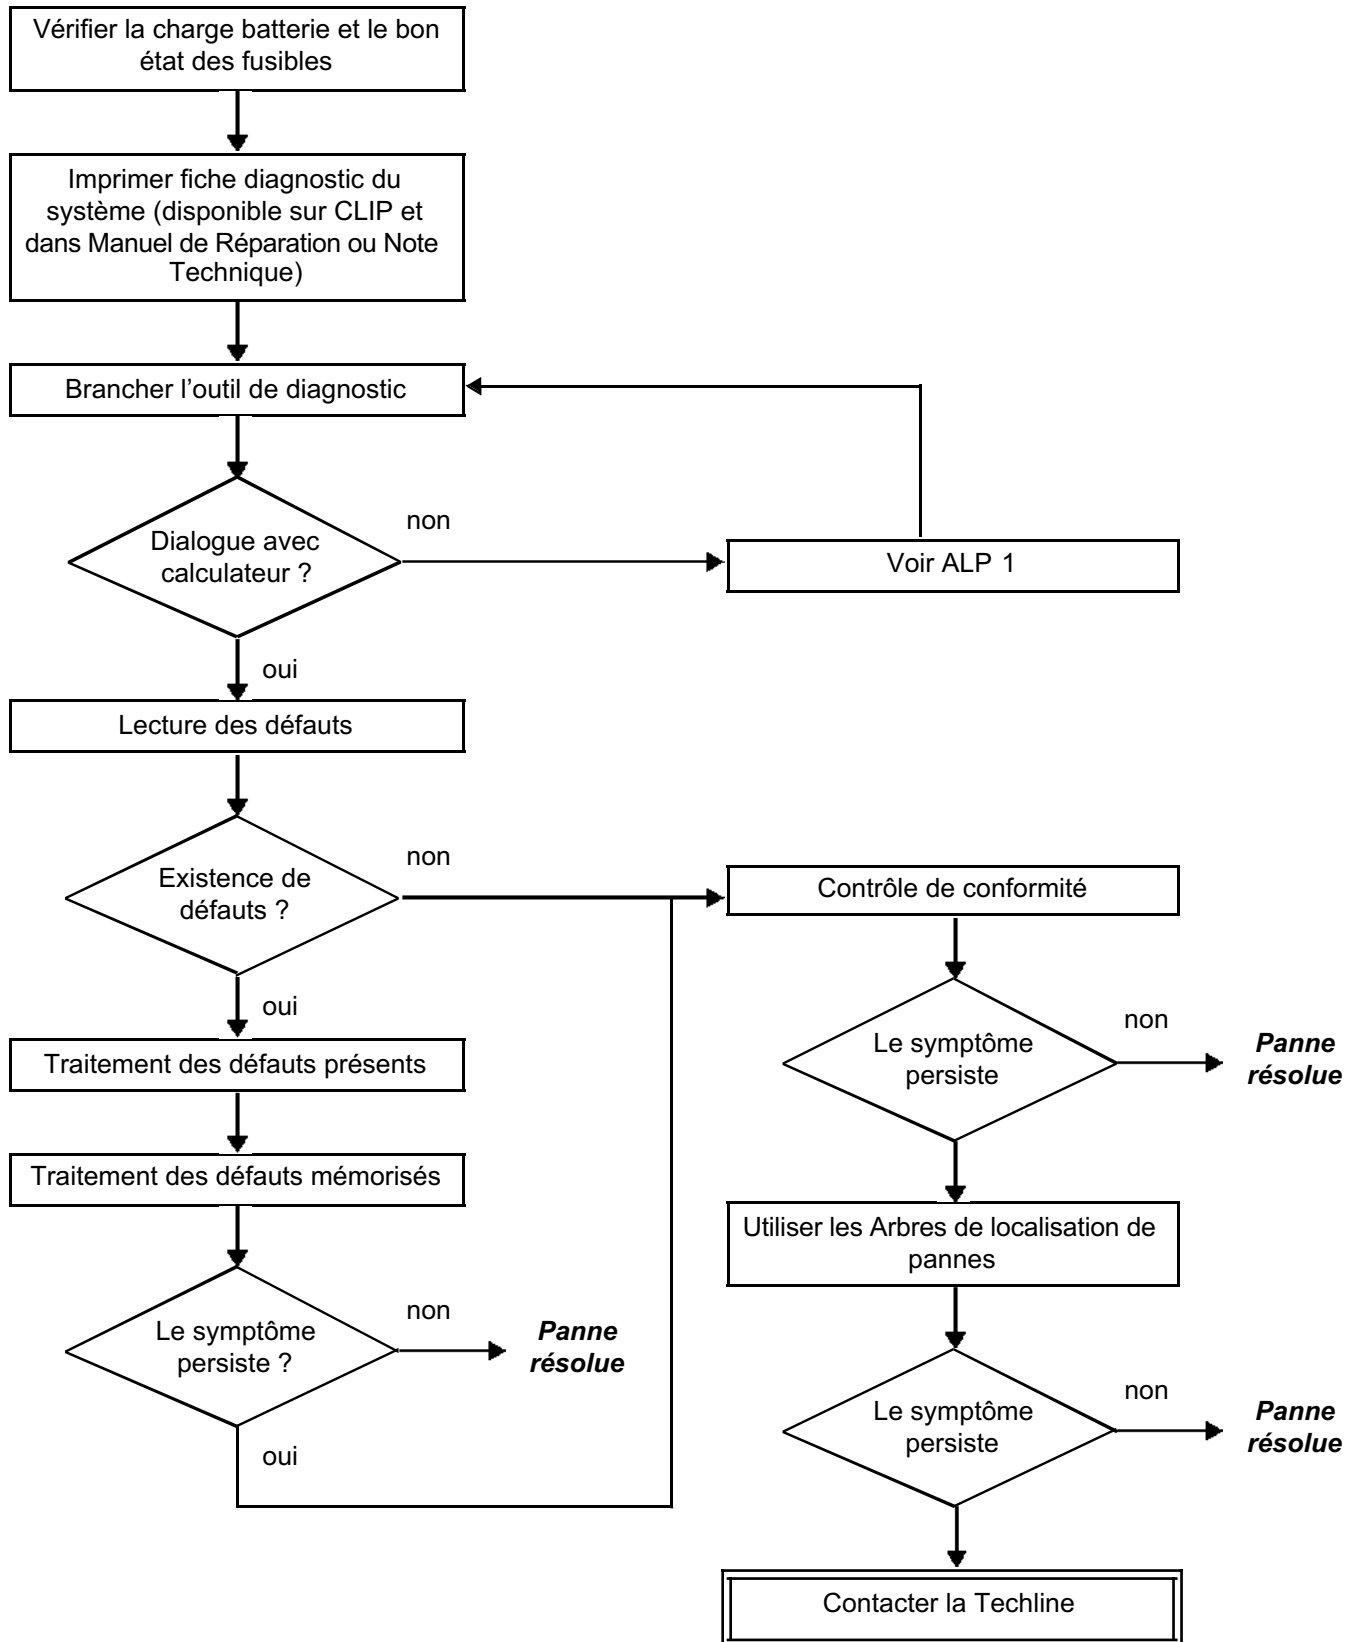 Vérifier la charge batterie et le bon
état des fusibles
Imprimer fiche diagnostic du
système (disponible sur CLIP et
dans Manuel de Réparation ou Note
Technique)
Brancher l'outil de diagnostic
Dialogue avec
calculateur ?
non
Voir ALP 1
oui
Lecture des défauts
Existence de
défauts ?
non
Contrôle de conformité
oui
Traitement des défauts présents
Traitement des défauts mémorisés
Le symptôme
persiste ?
non
Panne
résolue
oui
Le symptôme
persiste
non
Panne
résolue
Utiliser les Arbres de localisation de
pannes
Le symptôme
persiste
non
Panne
résolue
Contacter la Techline